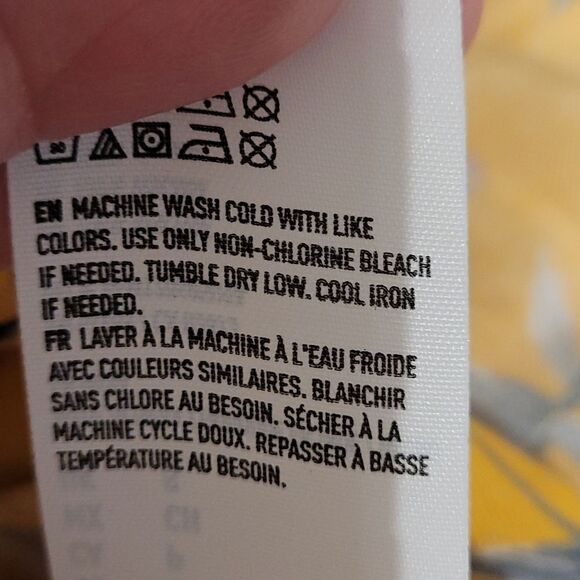 EN MACHINE WASH COLD WITH LIKE
COLORS. USE ONLY NON-CHLORINE BLEACH
IF NEEDED. TUMBLE DRY LOW. COOL IRON
IF NEEDED.
FR LAVER À LA MACHINE À L'EAU FROIDE
AVEC COULEURS SIMILAIRES. BLANCHIR
SANS CHLORE AU BESOIN. SÉCHER À LA
MACHINE CYCLE DOUX. REPASSER À BASSE
TEMPÉRATURE AU BESOIN.